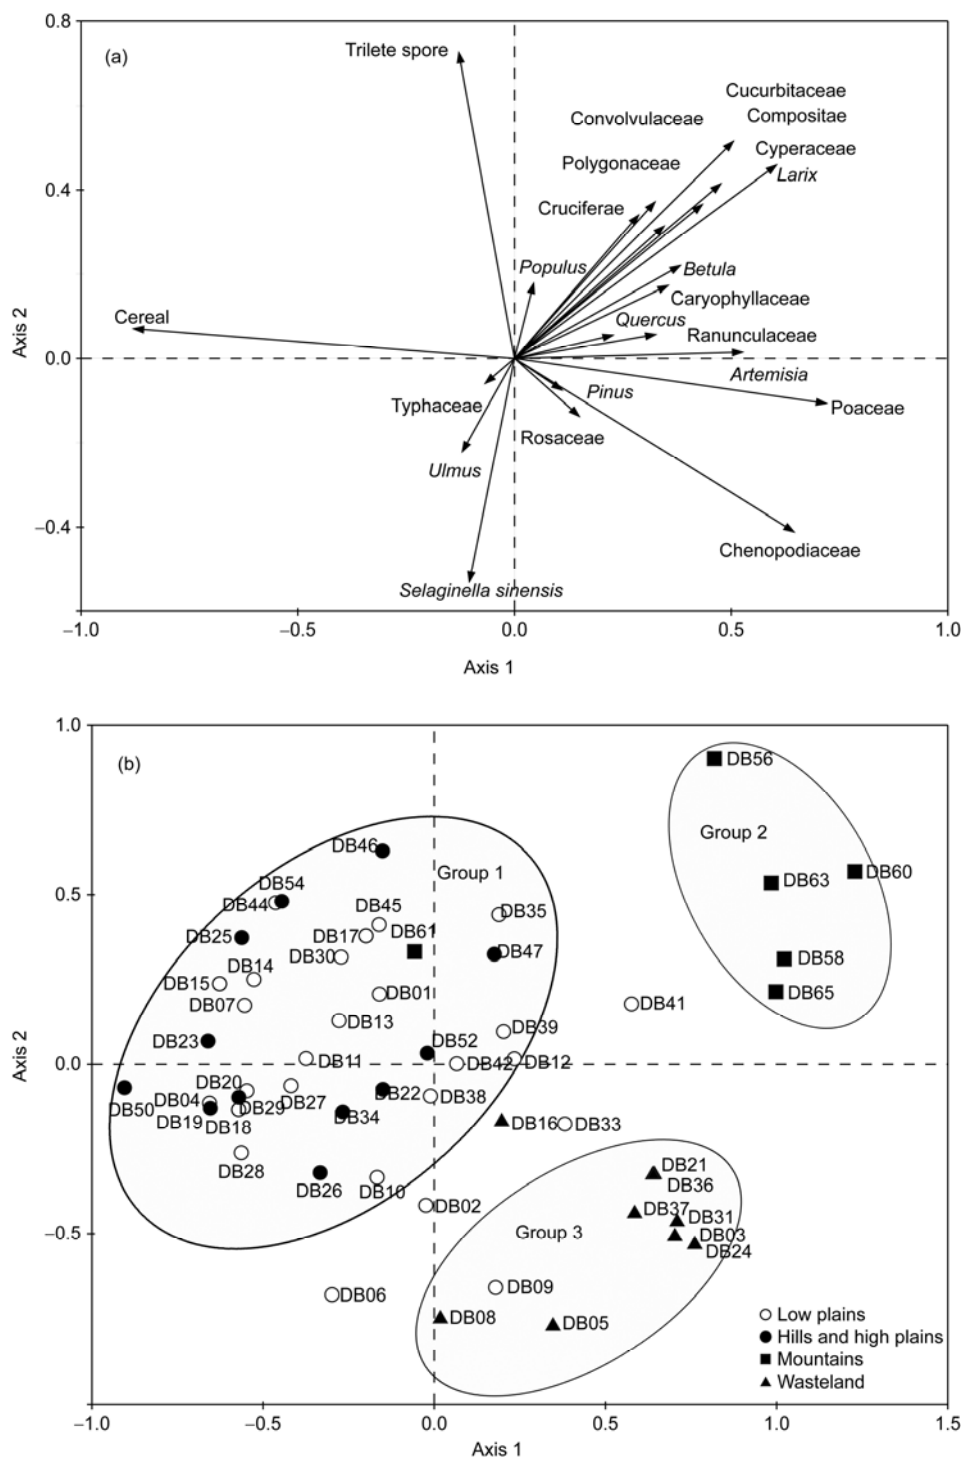 0.8
(a)
Trilete spore
Cucurbitaceae
Convolvulaceae
Compositae
Polygonaceae
Cyperaceae
Larix
0.4
Cruciferae
Populus
Betula
Caryophyllaceae
Cereal
Quercus
Ranunculaceae
Axis 2
0.0
Artemisia
Pinus
Typhaceae
Poaceae
Rosaceae
Ulmus
−0.4
Chenopodiaceae
Selaginella sinensis
−1.0 −0.5 0.0 0.5 1.0
Axis 1
1.0
(b)
DB56
Group 2
DB46
Group 1
DB60
DB63
DB54
0.5
DB44
DB45
DB35
DB25
DB17
DB61
DB30
DB47
DB14
DB58
DB15
DB01
DB65
DB07
DB41
DB13
DB39
DB23
DB52
Axis 2
0.0
DB11
DB42
DB12
DB20
DB50
DB04
DB29
DB27
DB22
DB38
DB19
DB18
DB34
DB16
DB33
DB28
DB26
DB10
DB21
DB36
DB02
DB37
DB31
−0.5
Group 3
DB03
DB24
DB06
DB09
DB08
DB05
Low plains
Hills and high plains
Mountains
Wasteland
−1.0 −0.5 0.0 0.5 1.0 1.5
Axis 1